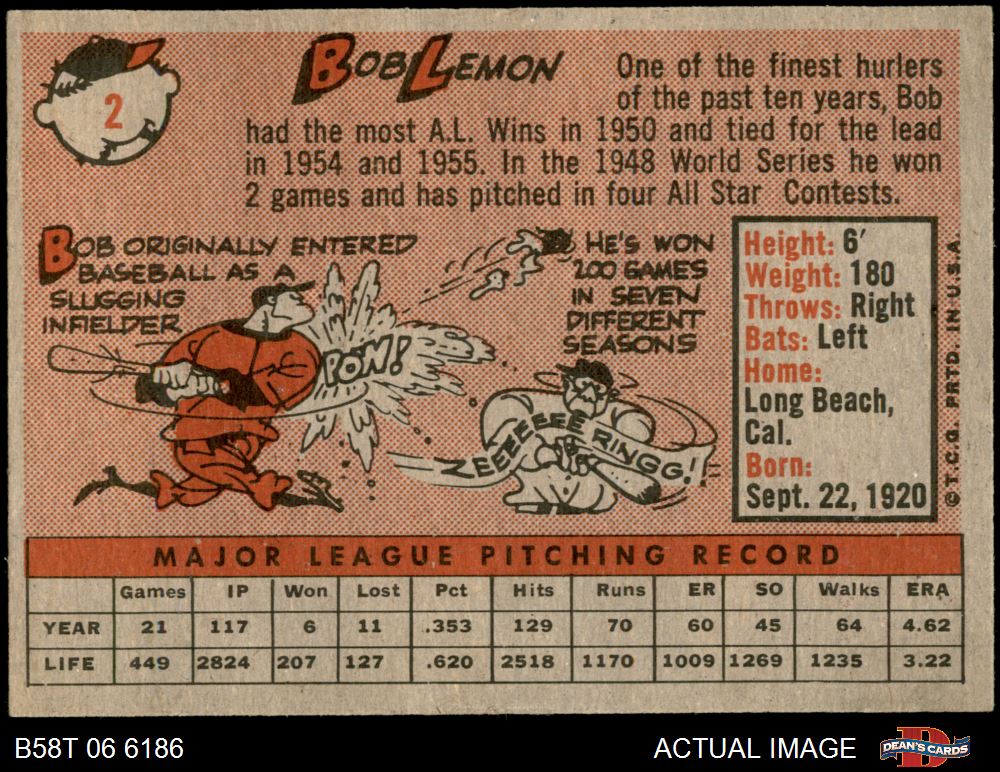 2
BOB LEMON
One of the finest hurlers
of the past ten years, Bob
had the most A.L. Wins in 1950 and tied for the lead
in 1954 and 1955. In the 1948 World Series he won
2 games and has pitched in four All Star Contests.
BOB ORIGINALLY ENTERED
BASEBALL AS A
SLUGGING
INFIELDER
POW!
HE'S WON
200 GAMES
IN SEVEN
DIFFERENT
SEASONS
ZEEEEEEEE RINGG!
Height: 6′
Weight: 180
Throws: Right
Bats: Left
Home:
Long Beach,
Cal.
Born:
Sept. 22, 1920
© T.C.G. PRTD. IN U.S.A.
MAJOR LEAGUE PITCHING RECORD
Games IP Won Lost Pct Hits Runs ER SO Walks ERA
YEAR 21 117 6 11 .353 129 70 60 45 64 4.62
LIFE 449 2824 207 127 .620 2518 1170 1009 1269 1235 3.22
B58T 06 6186
ACTUAL IMAGE
DEAN'S CARDS